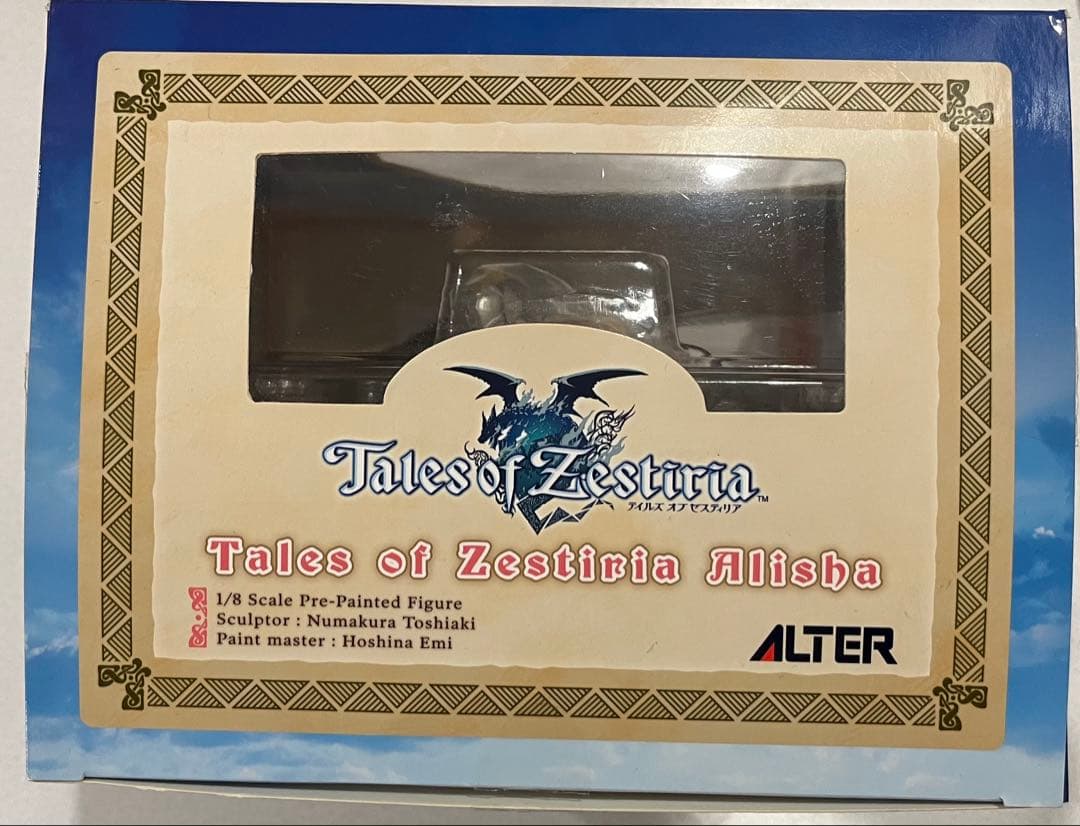 Tales of Zestiria™
テイルズ オブ ゼスティリア
Tales of Zestiria Alisha
1/8 Scale Pre-Painted Figure
Sculptor : Numakura Toshiaki
Paint master : Hoshina Emi
ALTER